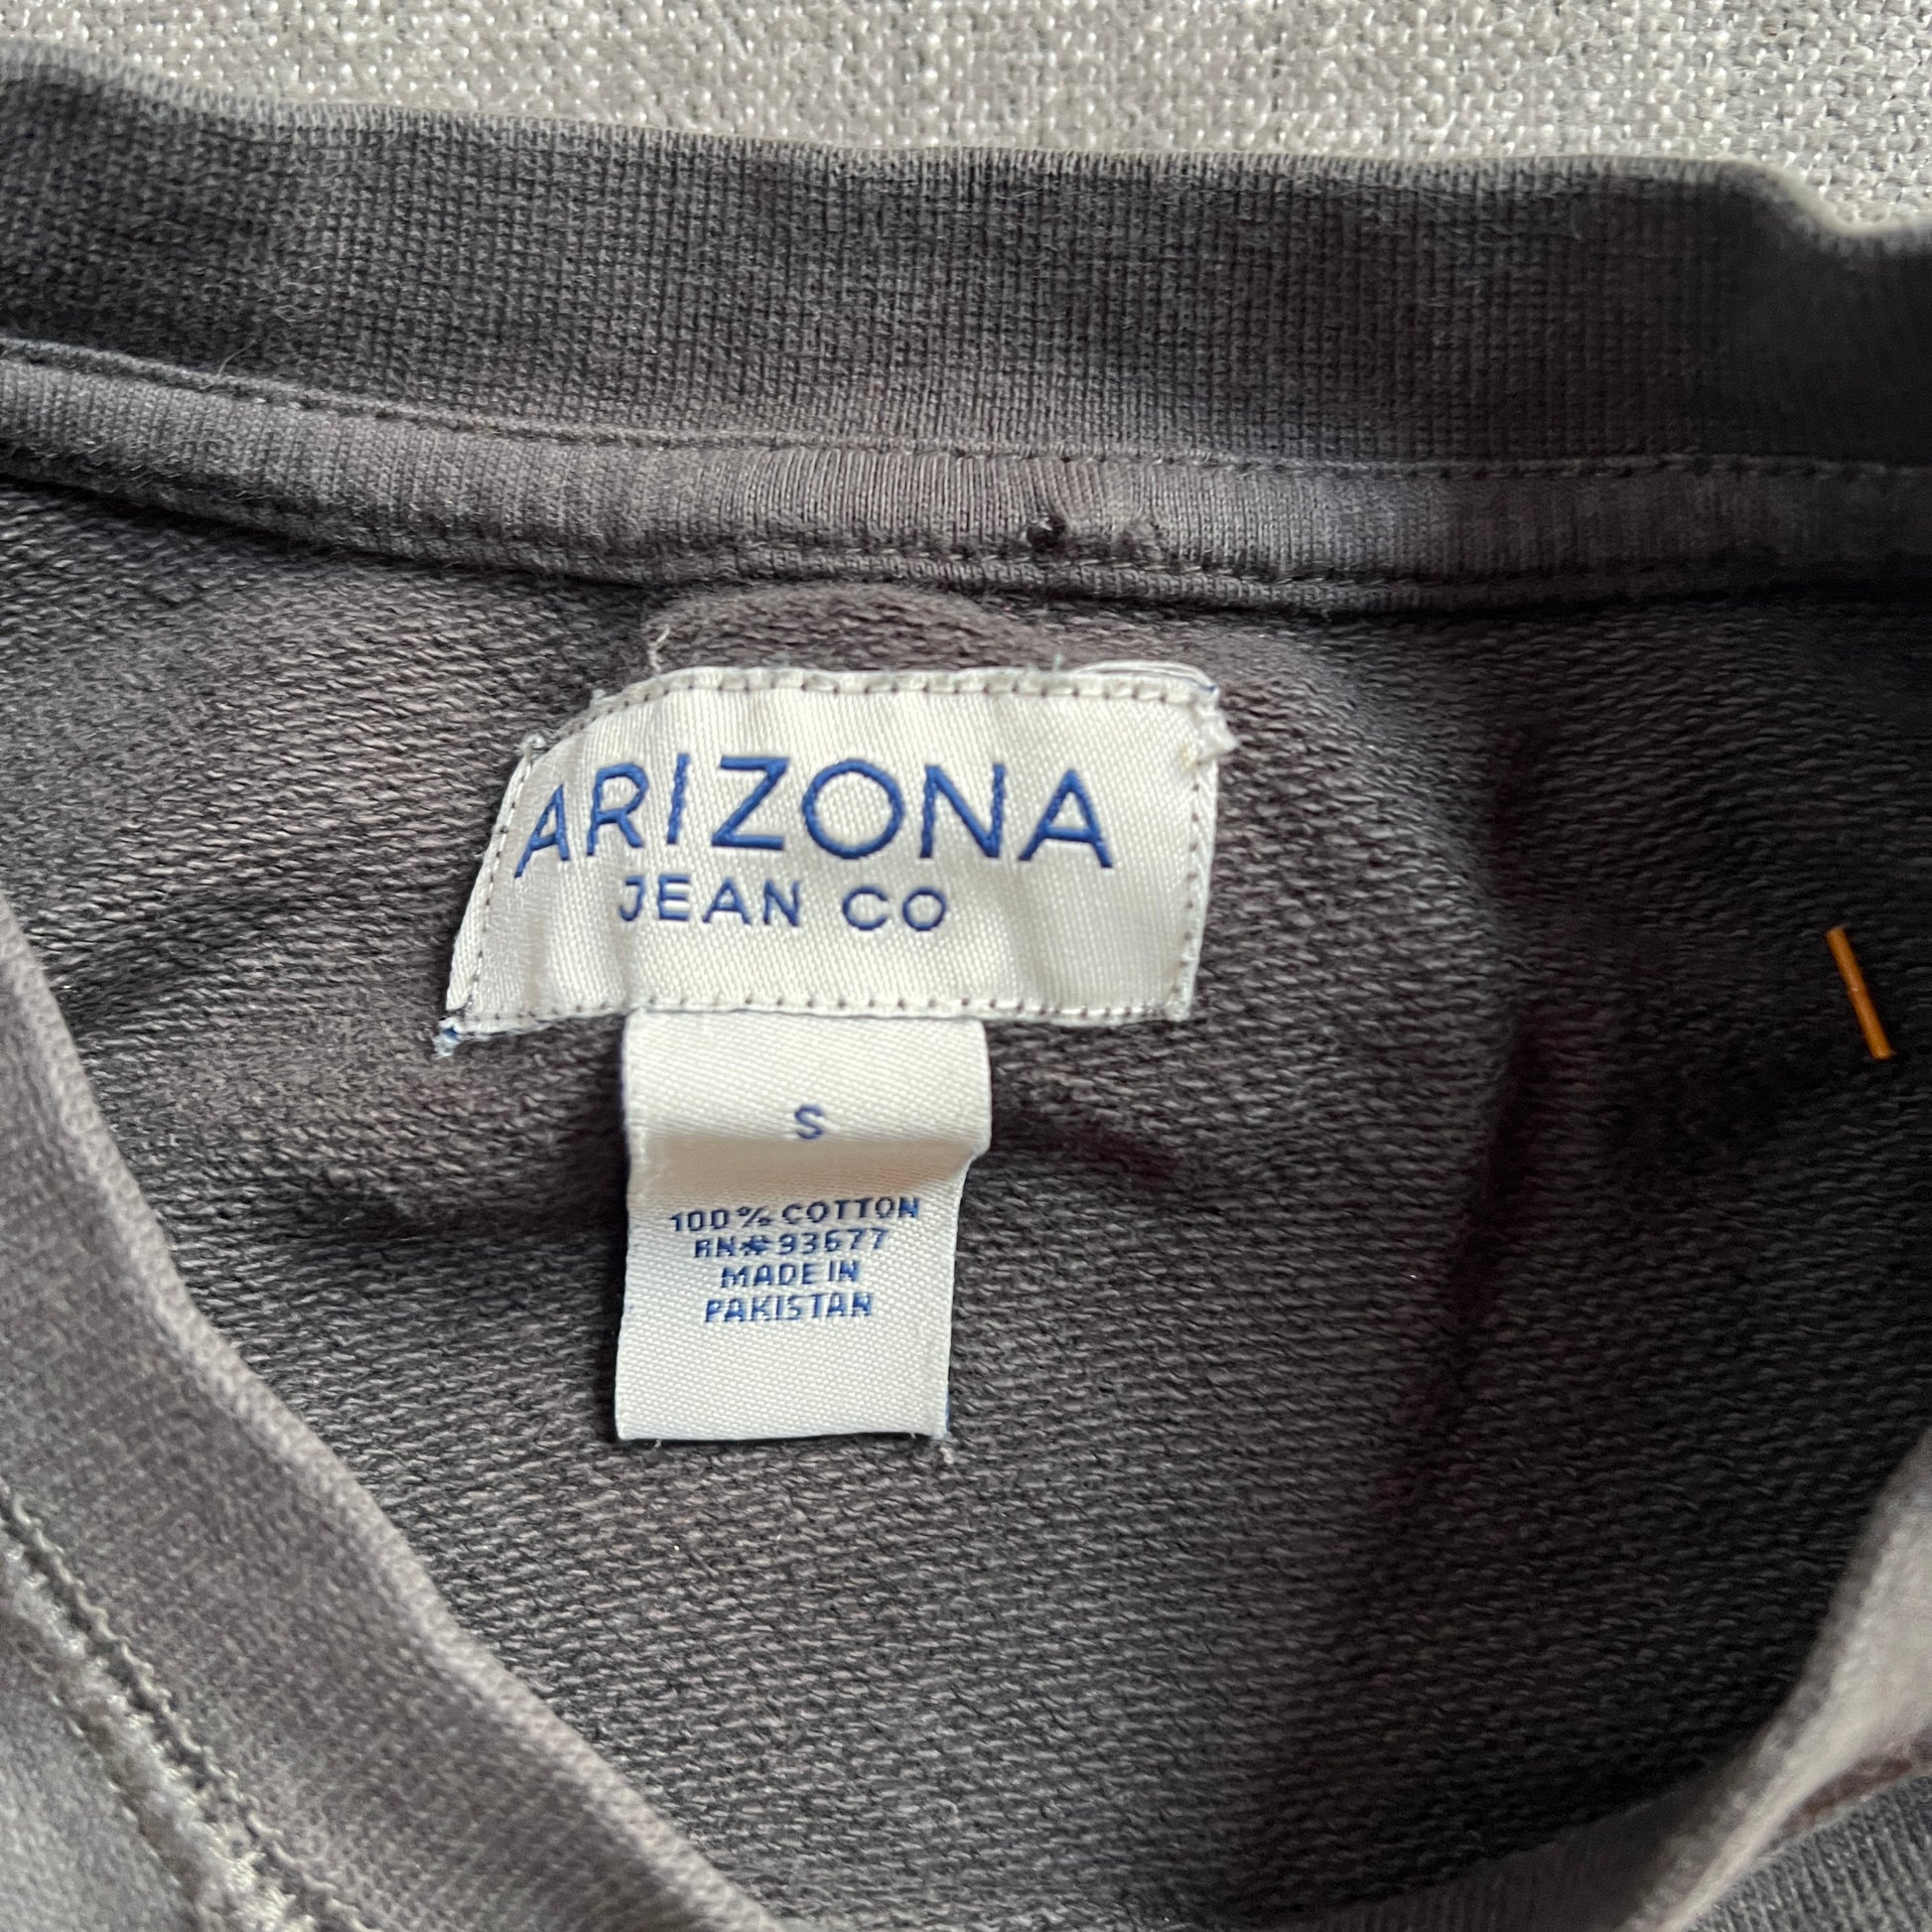 ARIZONA
JEAN CO
S
100% COTTON
RN# 93677
MADE IN
PAKISTAN